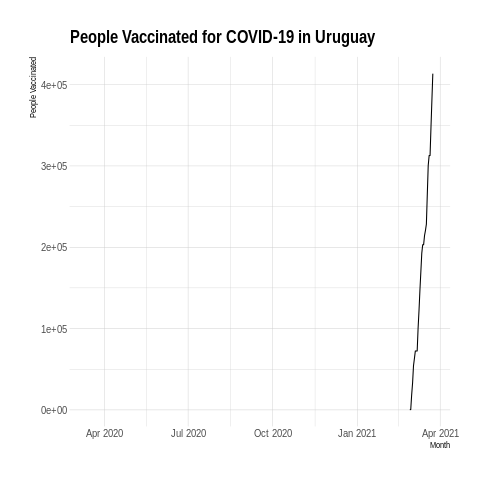 People Vaccinated for COVID-19 in Uruguay
People Vaccinated
4e+05
3e+05
2e+05
1e+05
0e+00
Apr 2020 Jul 2020 Oct 2020 Jan 2021 Apr 2021
Month